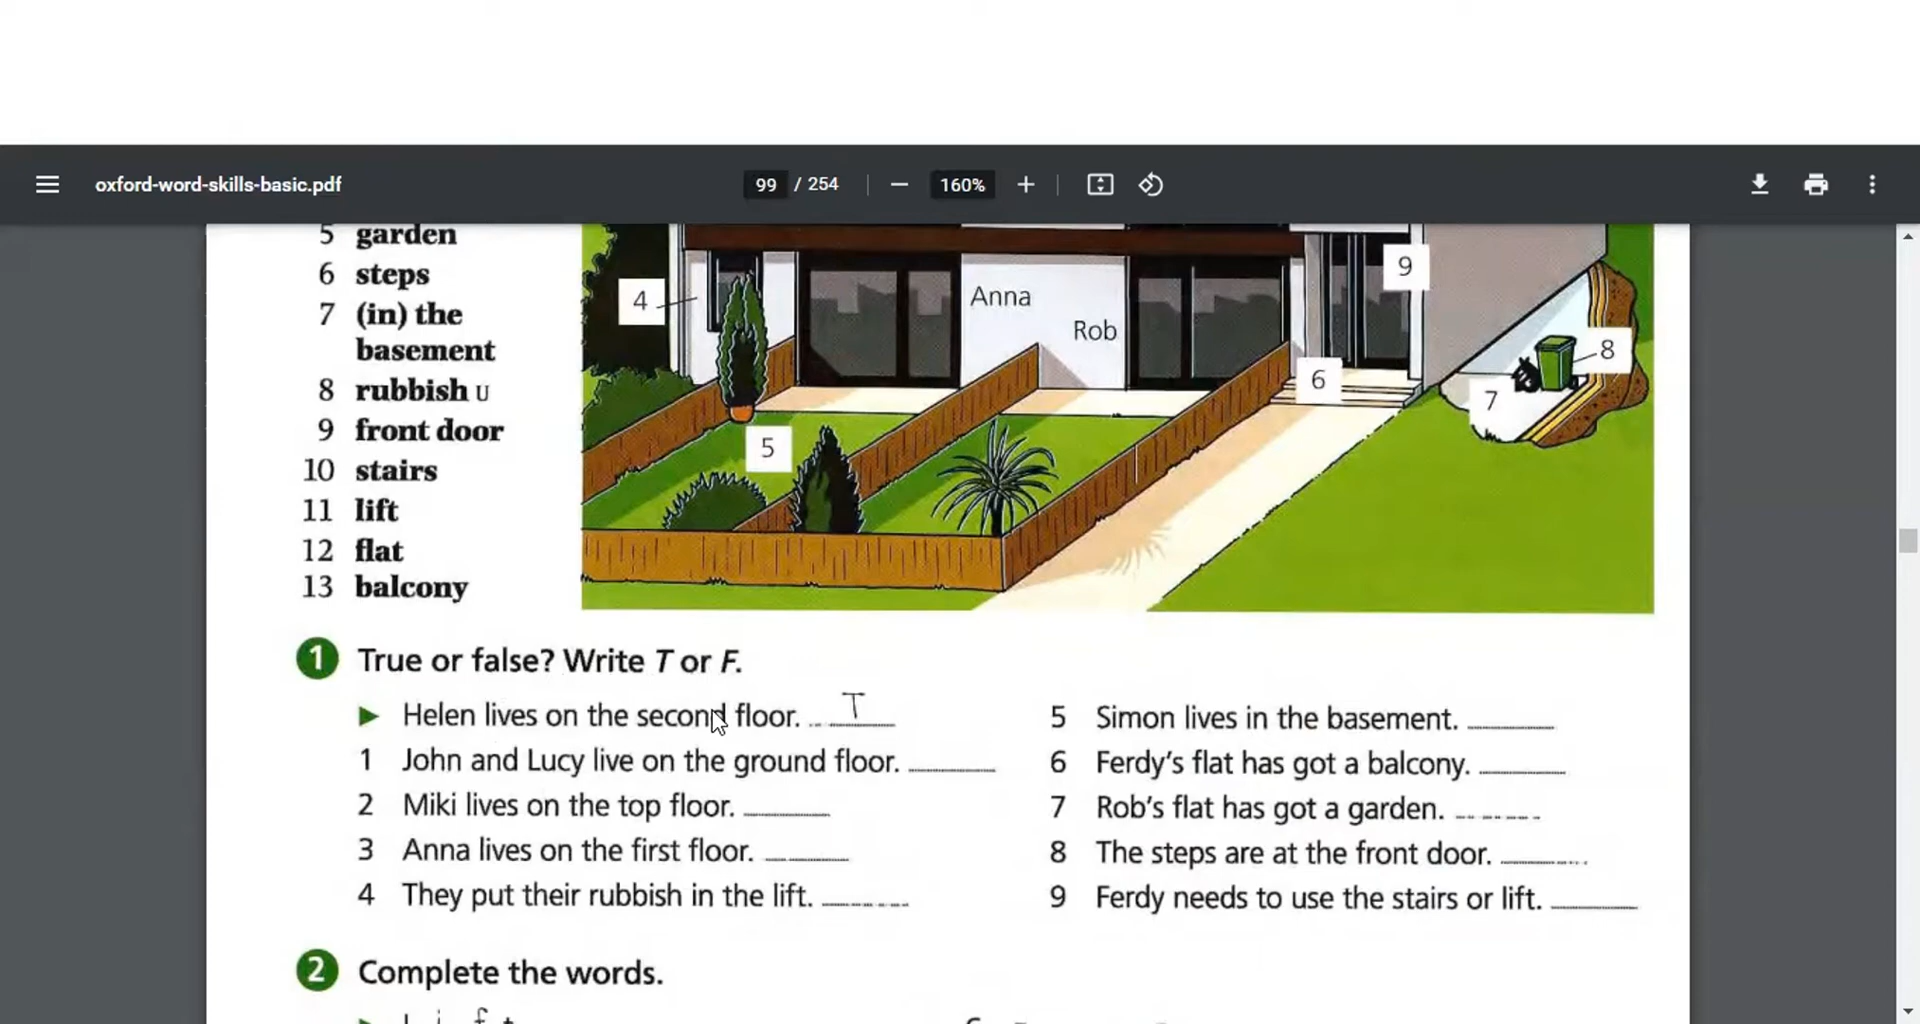 oxford-word-skills-basic.pdf
99 / 254
160%
5 garden
6 steps
7 (in) the
basement
8 rubbish U
9 front door
10 stairs
11 lift
12 flat
13 balcony
4
Anna
Rob
9
8
6
7
5
1 True or false? Write T or F.
Helen lives on the second floor. T
1 John and Lucy live on the ground floor.
2 Miki lives on the top floor.
3 Anna lives on the first floor.
4 They put their rubbish in the lift.
5 Simon lives in the basement.
6 Ferdy's flat has got a balcony.
7 Rob's flat has got a garden.
8 The steps are at the front door.
9 Ferdy needs to use the stairs or lift.
2 Complete the words.